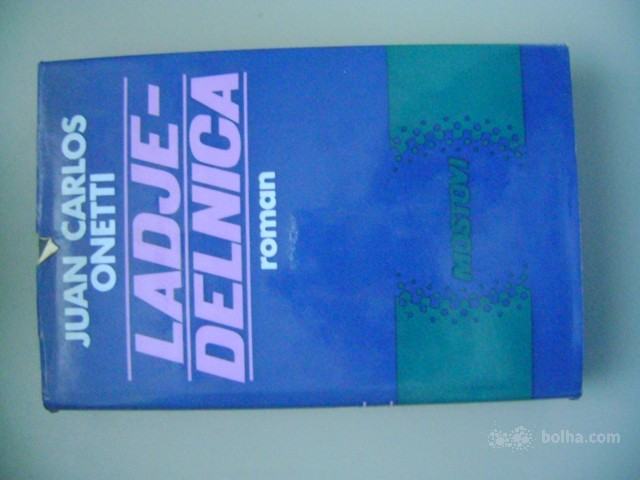 JUAN CARLOS
ONETTI
LADJE-
DELNICA
roman
MOSTOVI
bolha.com